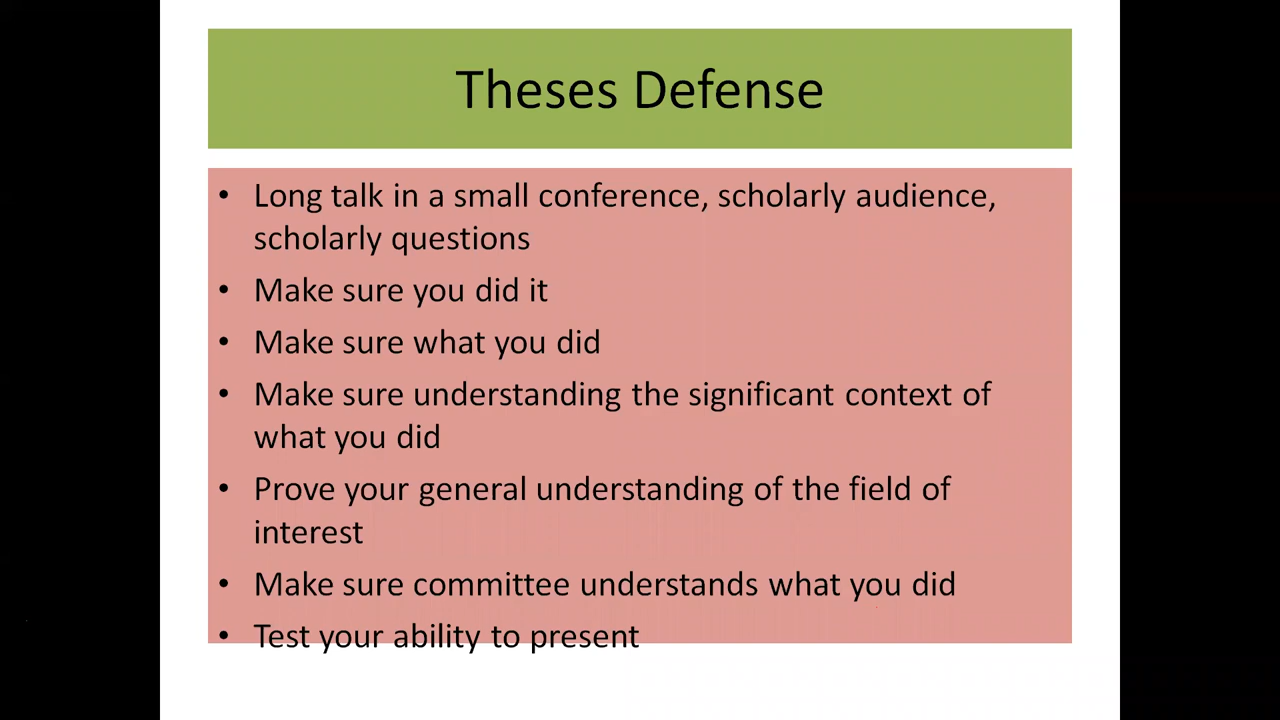 Theses Defense
• Long talk in a small conference, scholarly audience,
scholarly questions
• Make sure you did it
• Make sure what you did
• Make sure understanding the significant context of
what you did
• Prove your general understanding of the field of
interest
• Make sure committee understands what you did
• Test your ability to present